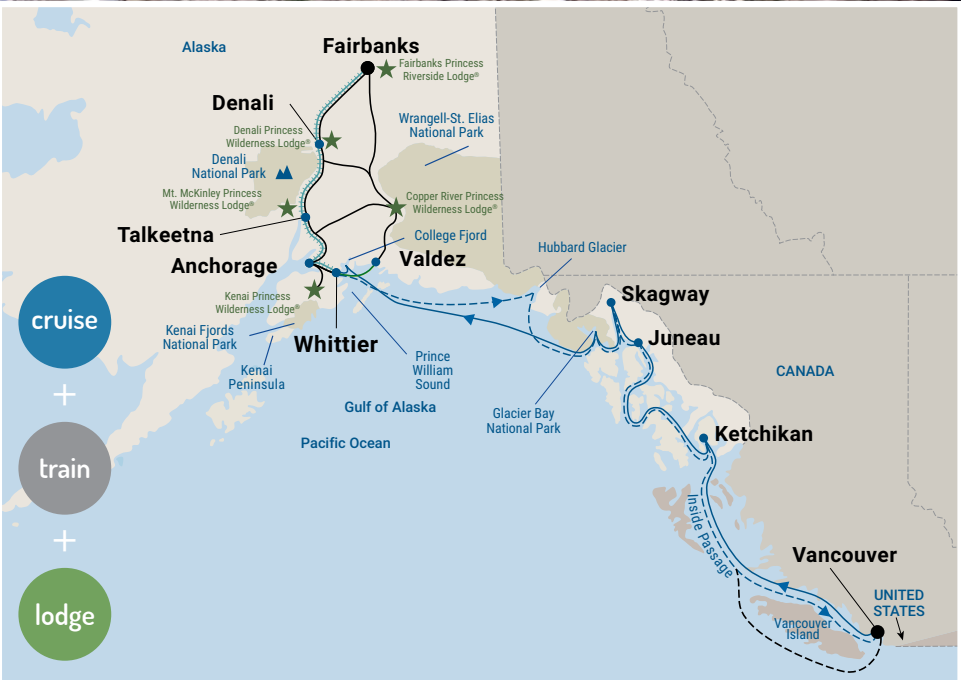 Fairbanks
Alaska
Fairbanks Princess
Riverside Lodge®
Denali
Wrangell-St. Elias
National Park
Denali Princess
Wilderness Lodge®
Denali
National Park
Mt. McKinley Princess
Wilderness Lodge®
Copper River Princess
Wilderness Lodge®
Talkeetna
College Fjord
Hubbard Glacier
Anchorage
Valdez
Skagway
Kenai Princess
Wilderness Lodge®
cruise
Kenai Fjords
National Park
Whittier
Juneau
Kenai
Peninsula
Prince
William
Sound
CANADA
+
Gulf of Alaska
Glacier Bay
National Park
Pacific Ocean
Ketchikan
train
Inside Passage
+
Vancouver
lodge
UNITED
STATES
Vancouver
Island